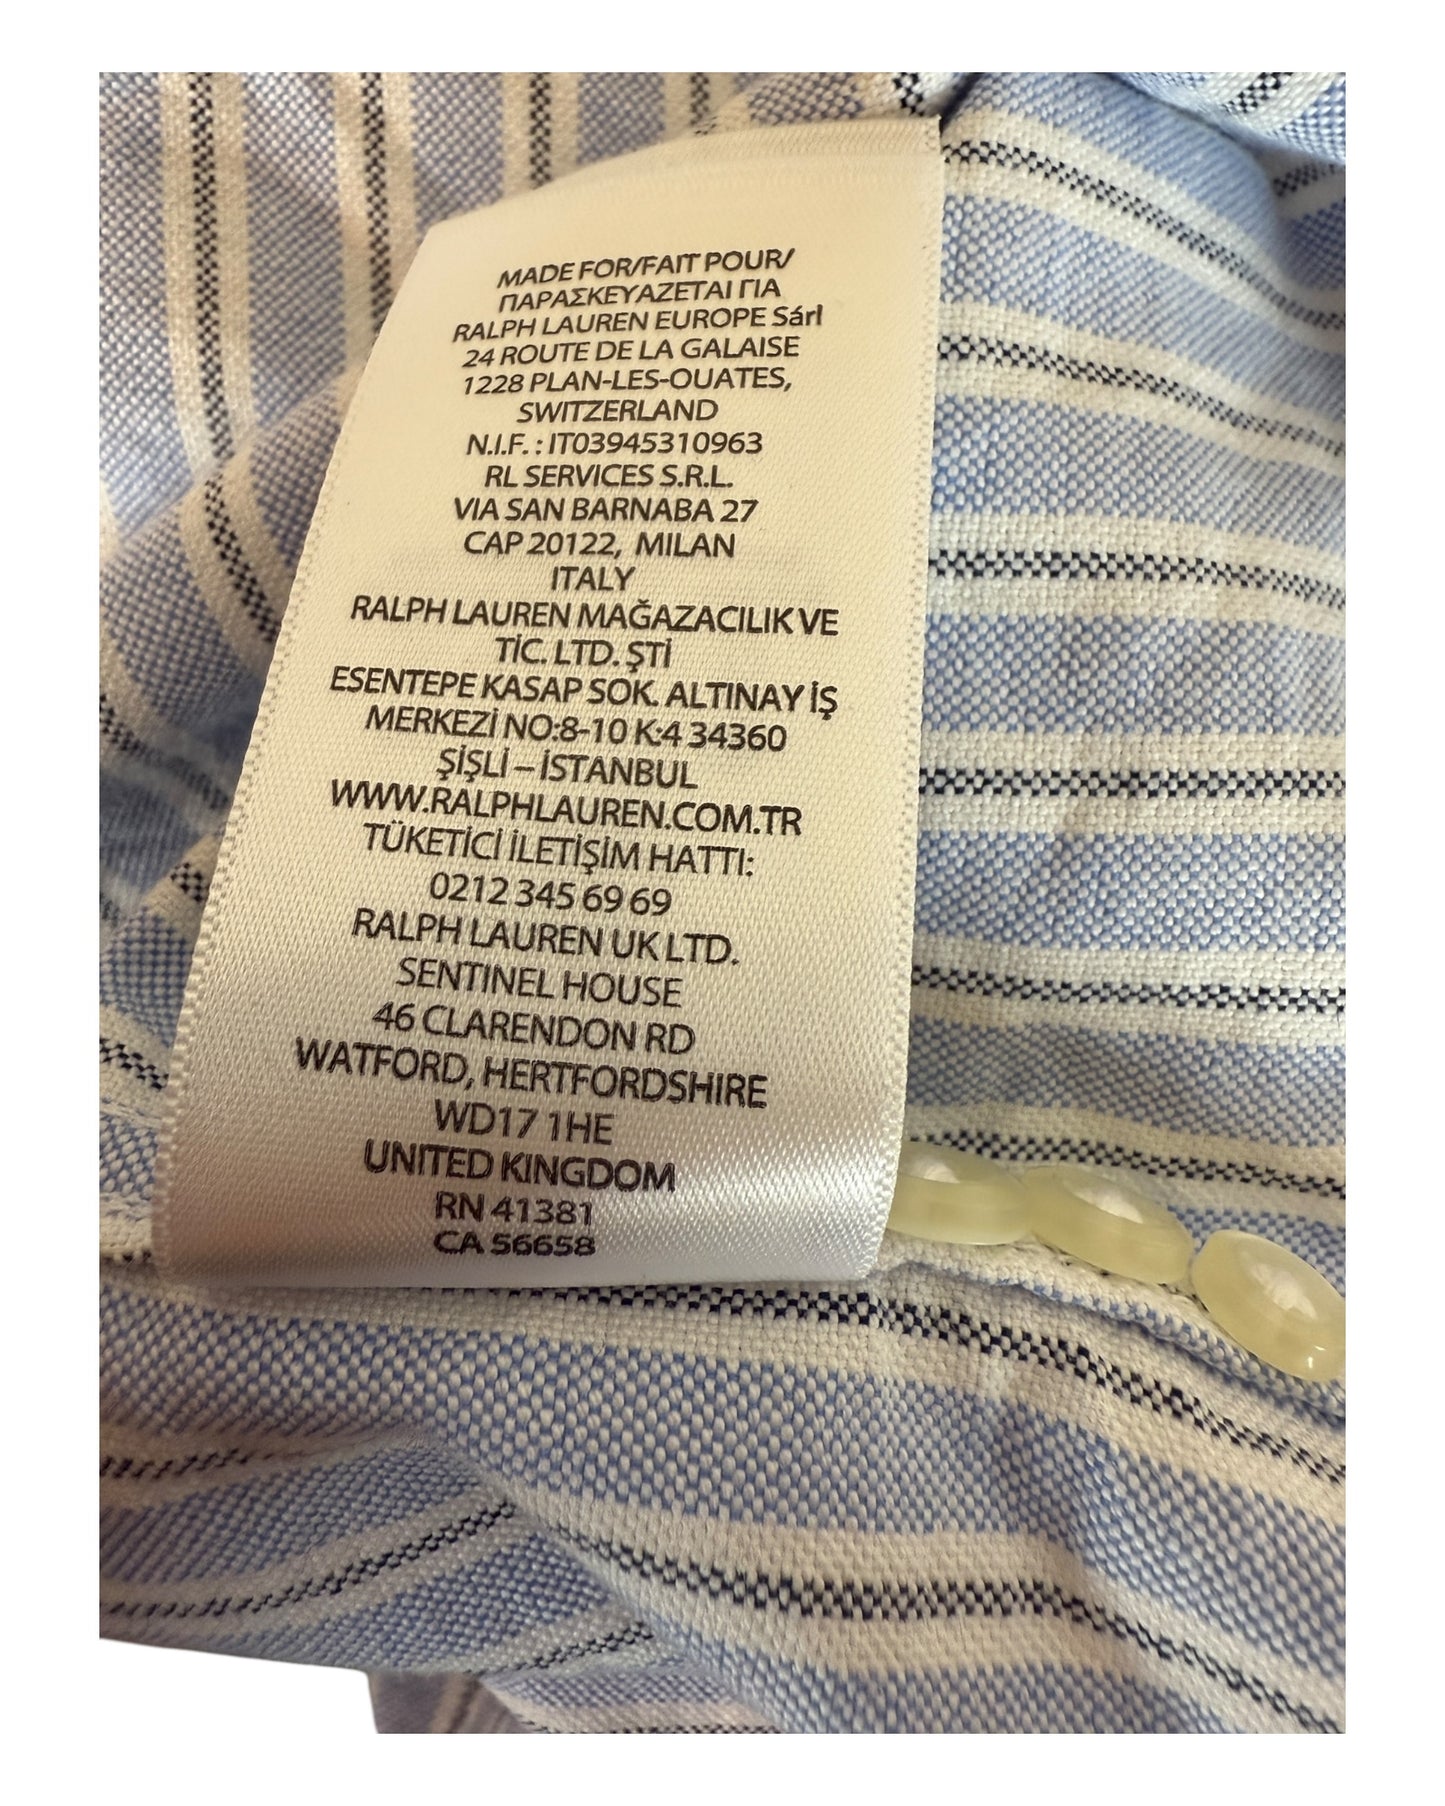 MADE FOR/FAIT POUR/
ΠΑΡΑΣΚΕΥΑΖΕΤΑΙ ΓΙΑ
RALPH LAUREN EUROPE Sárl
24 ROUTE DE LA GALAISE
1228 PLAN-LES-OUATES,
SWITZERLAND
N.I.F. : IT03945310963
RL SERVICES S.R.L.
VIA SAN BARNABA 27
CAP 20122, MILAN
ITALY
RALPH LAUREN MAĞAZACILIK VE
TİC. LTD. ŞTİ
ESENTEPE KASAP SOK. ALTINAY İŞ
MERKEZİ NO:8-10 K:4 34360
ŞİŞLİ – İSTANBUL
WWW.RALPHLAUREN.COM.TR
TÜKETİCİ İLETİŞİM HATTI:
0212 345 69 69
RALPH LAUREN UK LTD.
SENTINEL HOUSE
46 CLARENDON RD
WATFORD, HERTFORDSHIRE
WD17 1HE
UNITED KINGDOM
RN 41381
CA 56658